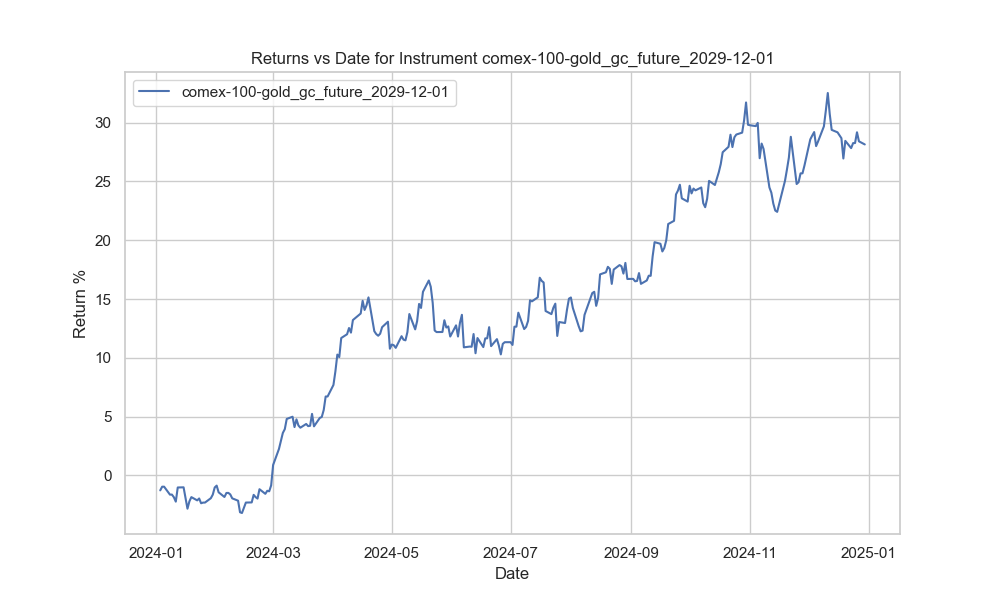 Returns vs Date for Instrument comex-100-gold_gc_future_2029-12-01
comex-100-gold_gc_future_2029-12-01
Return %
30
25
20
15
10
5
0
2024-01 2024-03 2024-05 2024-07 2024-09 2024-11 2025-01
Date